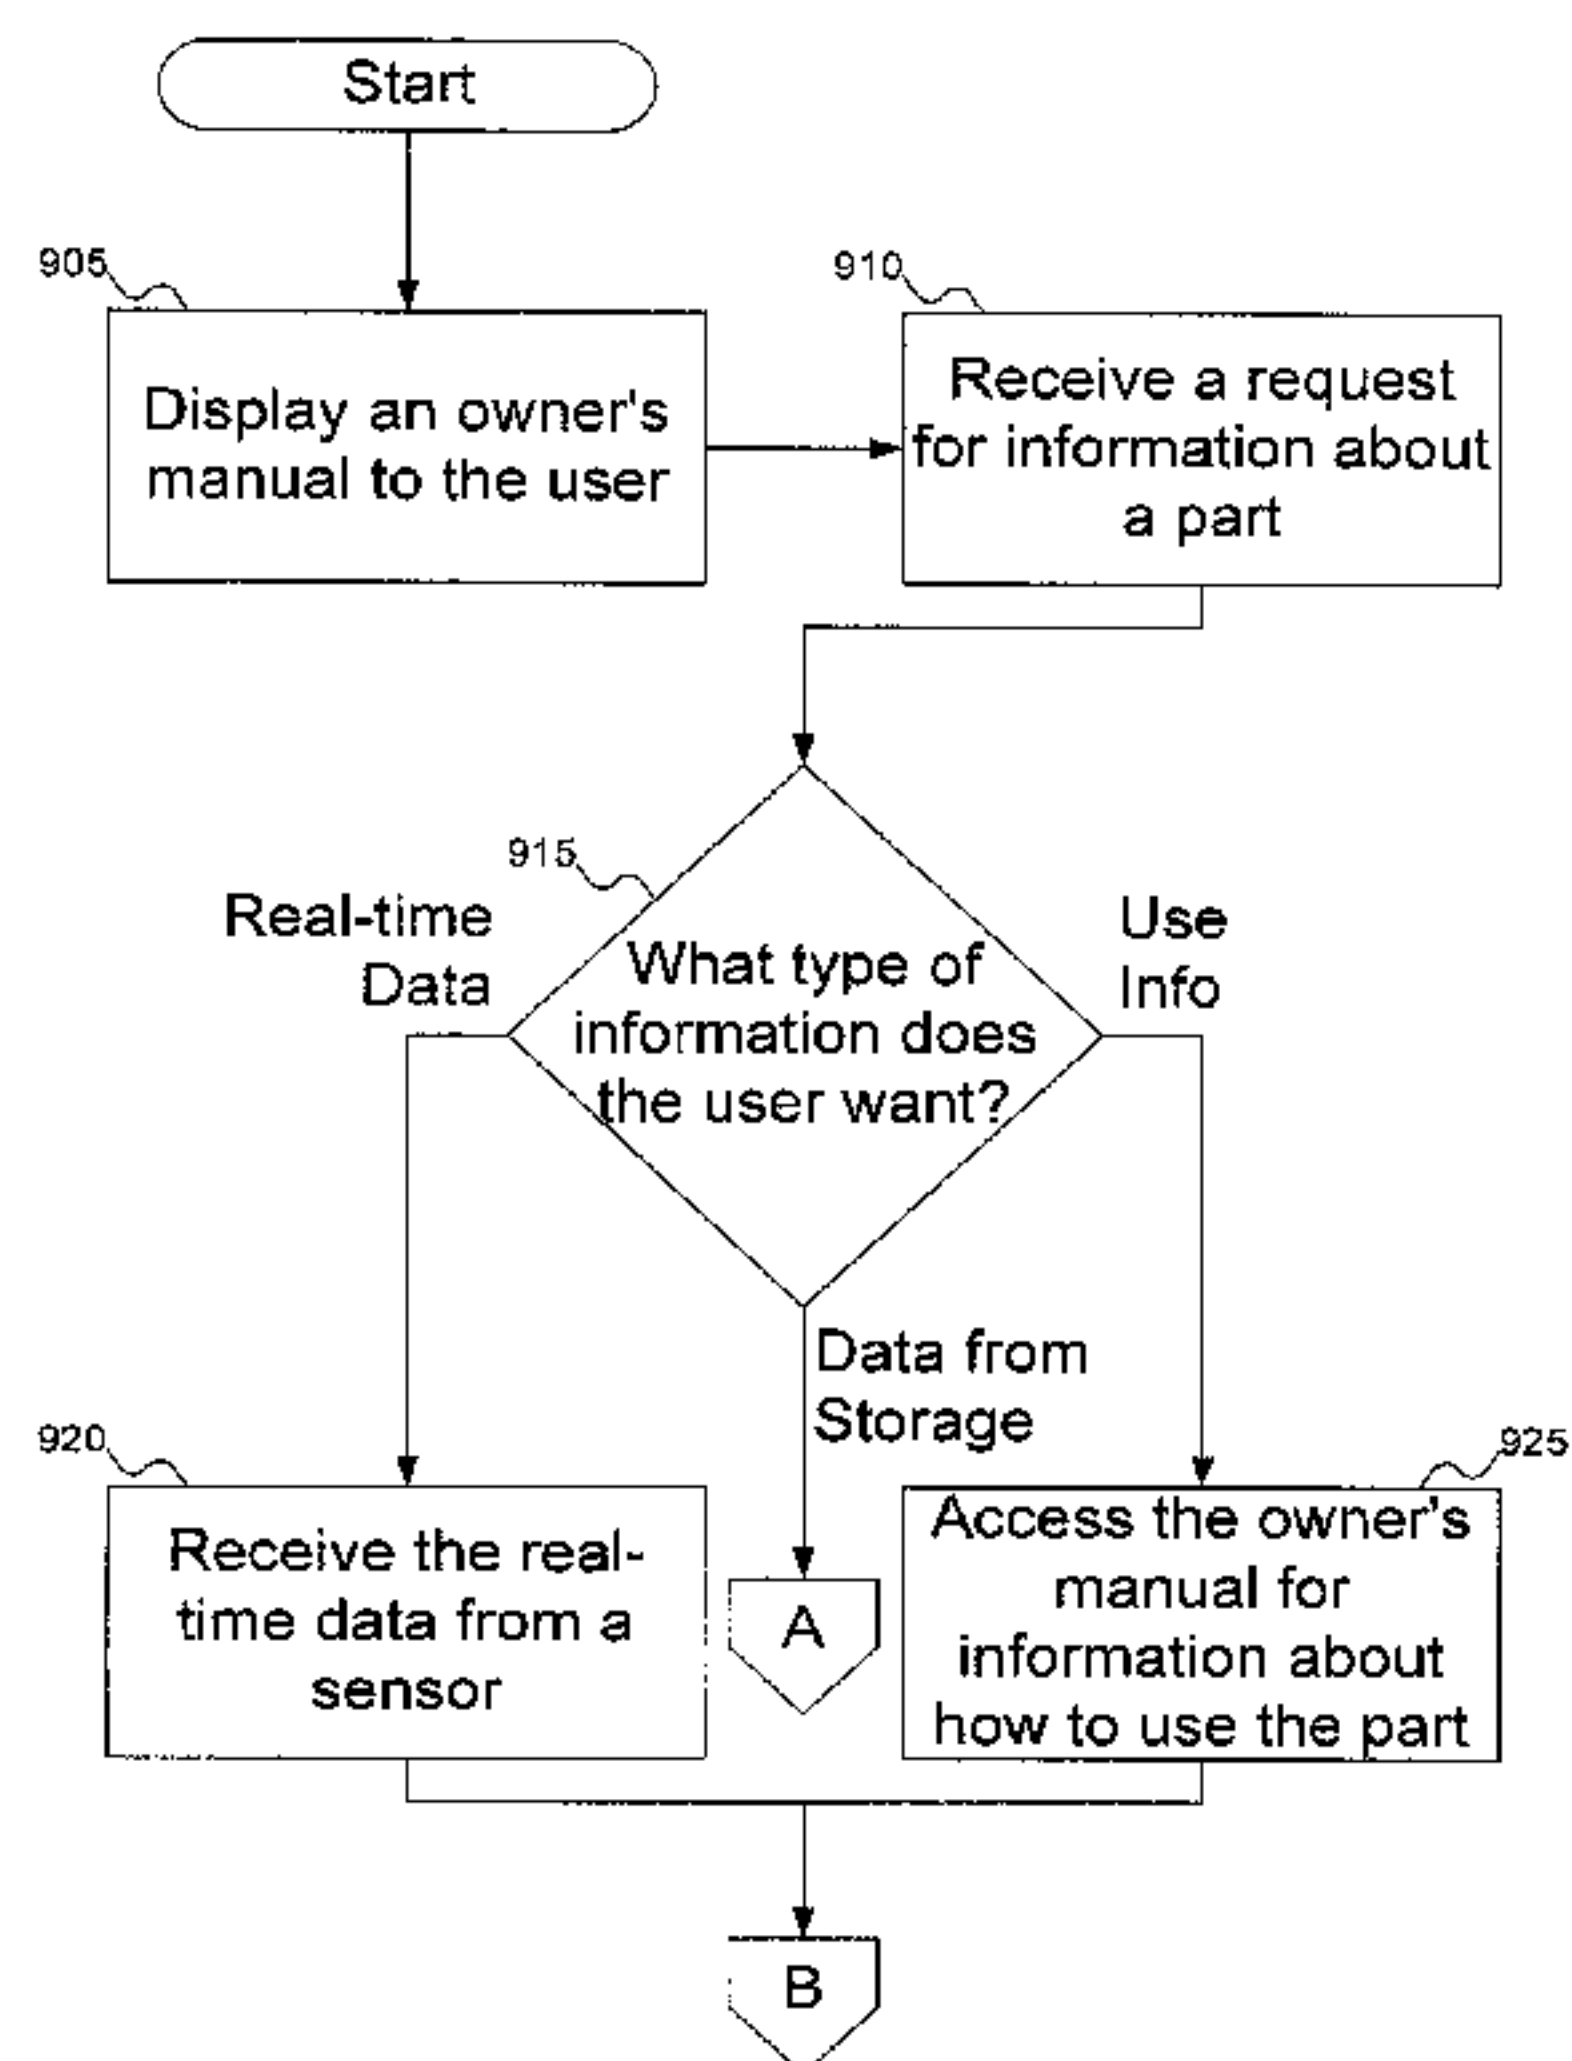 Start
905
Display an owner's
manual to the user
910
Receive a request
for information about
a part
915
Real-time
Data
What type of
information does
the user want?
Use
Info
Data from
Storage
920
Receive the real-
time data from a
sensor
A
925
Access the owner's
manual for
information about
how to use the part
B